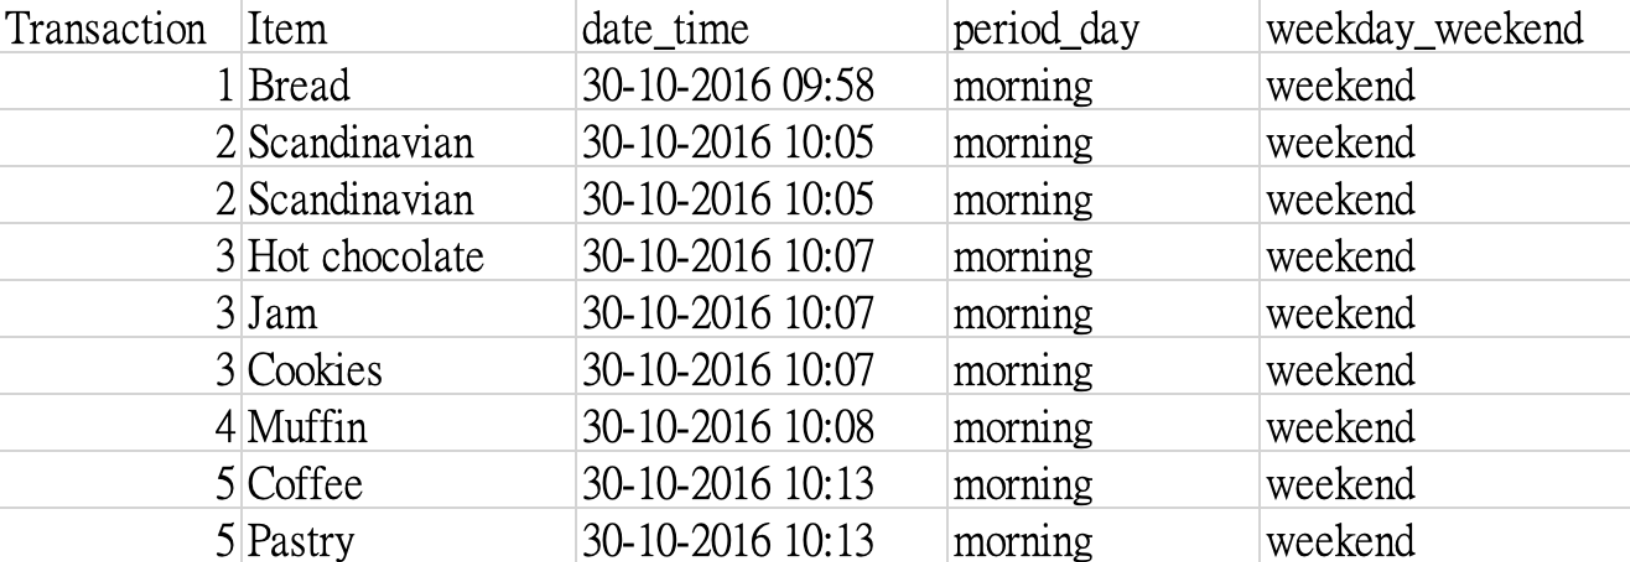 Transaction Item date_time period_day weekday_weekend
1 Bread 30-10-2016 09:58 morning weekend
2 Scandinavian 30-10-2016 10:05 morning weekend
2 Scandinavian 30-10-2016 10:05 morning weekend
3 Hot chocolate 30-10-2016 10:07 morning weekend
3 Jam 30-10-2016 10:07 morning weekend
3 Cookies 30-10-2016 10:07 morning weekend
4 Muffin 30-10-2016 10:08 morning weekend
5 Coffee 30-10-2016 10:13 morning weekend
5 Pastry 30-10-2016 10:13 morning weekend